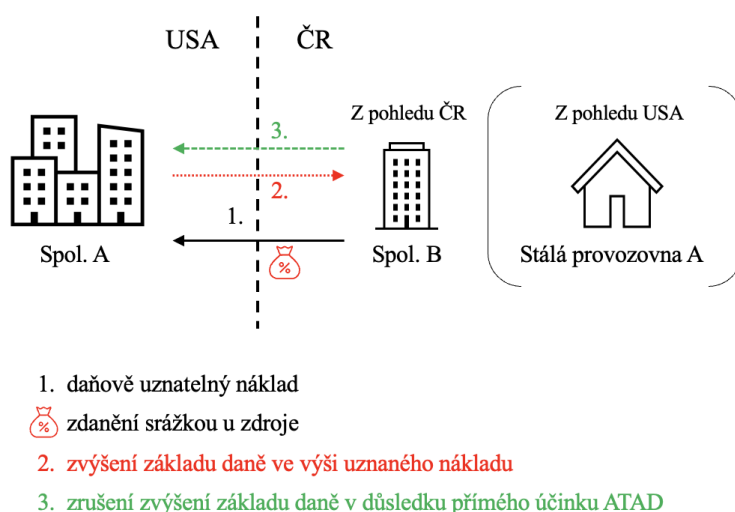 USA ČR
Z pohledu ČR Z pohledu USA
3.
2.
1.
%
Spol. A Spol. B Stálá provozovna A
1. daňově uznatelný náklad
% zdanění srážkou u zdroje
2. zvýšení základu daně ve výši uznaného nákladu
3. zrušení zvýšení základu daně v důsledku přímého účinku ATAD